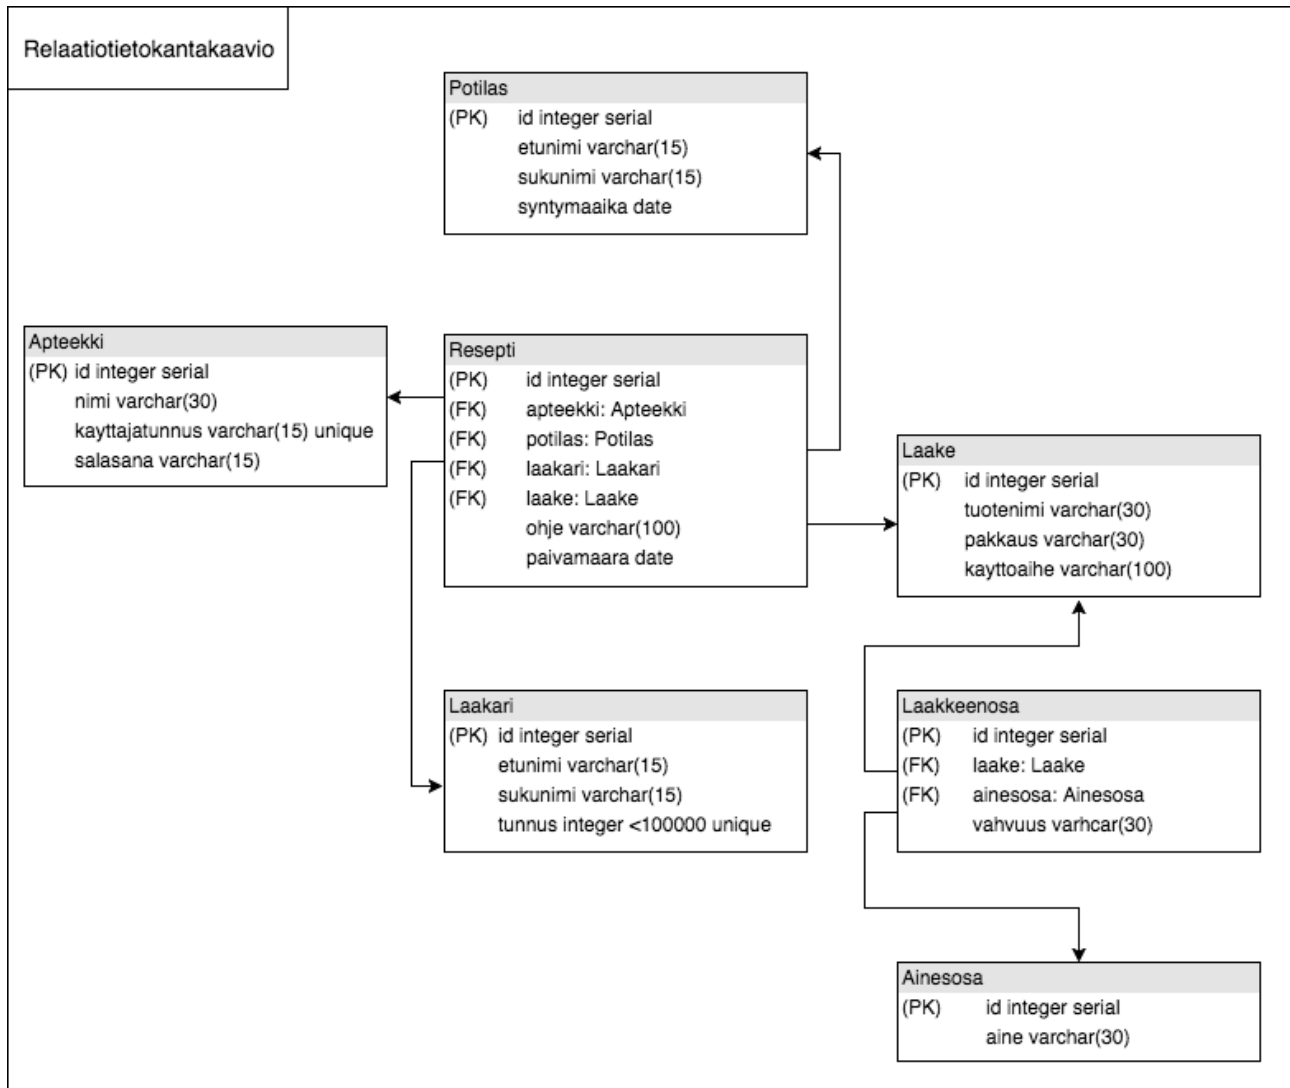 Relaatiotietokantakaavio
Potilas
(PK) id integer serial
etunimi varchar(15)
sukunimi varchar(15)
syntymaaika date
Apteekki
(PK) id integer serial
nimi varchar(30)
kayttajatunnus varchar(15) unique
salasana varchar(15)
Resepti
(PK) id integer serial
(FK) apteekki: Apteekki
(FK) potilas: Potilas
(FK) laakari: Laakari
(FK) laake: Laake
ohje varchar(100)
paivamaara date
Laake
(PK) id integer serial
tuotenimi varchar(30)
pakkaus varchar(30)
kayttoaihe varchar(100)
Laakari
(PK) id integer serial
etunimi varchar(15)
sukunimi varchar(15)
tunnus integer <100000 unique
Laakkeenosa
(PK) id integer serial
(FK) laake: Laake
(FK) ainesosa: Ainesosa
vahvuus varhcar(30)
Ainesosa
(PK) id integer serial
aine varchar(30)